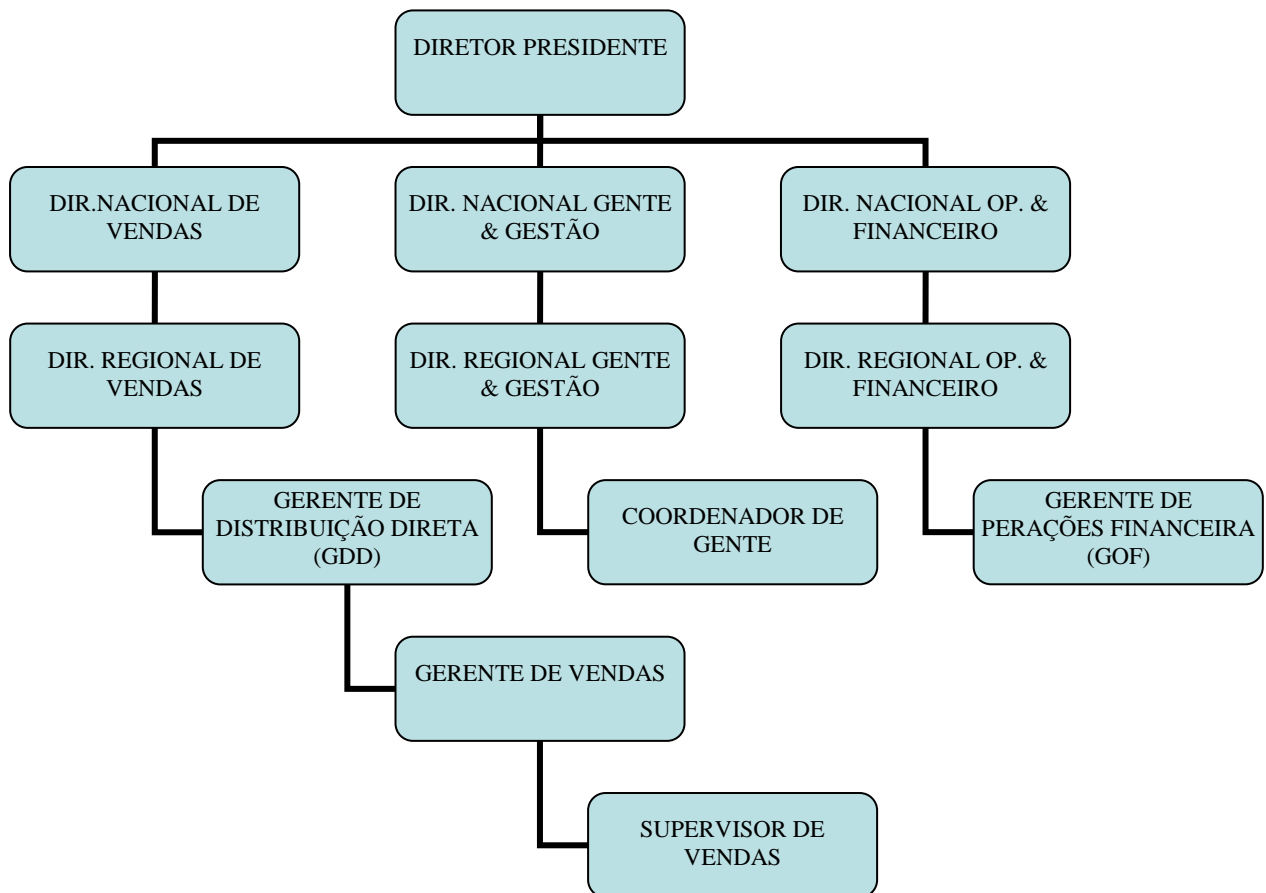 DIRETOR PRESIDENTE
DIR.NACIONAL DE
VENDAS
DIR. NACIONAL GENTE
& GESTÃO
DIR. NACIONAL OP. &
FINANCEIRO
DIR. REGIONAL DE
VENDAS
DIR. REGIONAL GENTE
& GESTÃO
DIR. REGIONAL OP. &
FINANCEIRO
GERENTE DE
DISTRIBUIÇÃO DIRETA
(GDD)
COORDENADOR DE
GENTE
GERENTE DE
PERAÇÕES FINANCEIRA
(GOF)
GERENTE DE VENDAS
SUPERVISOR DE
VENDAS